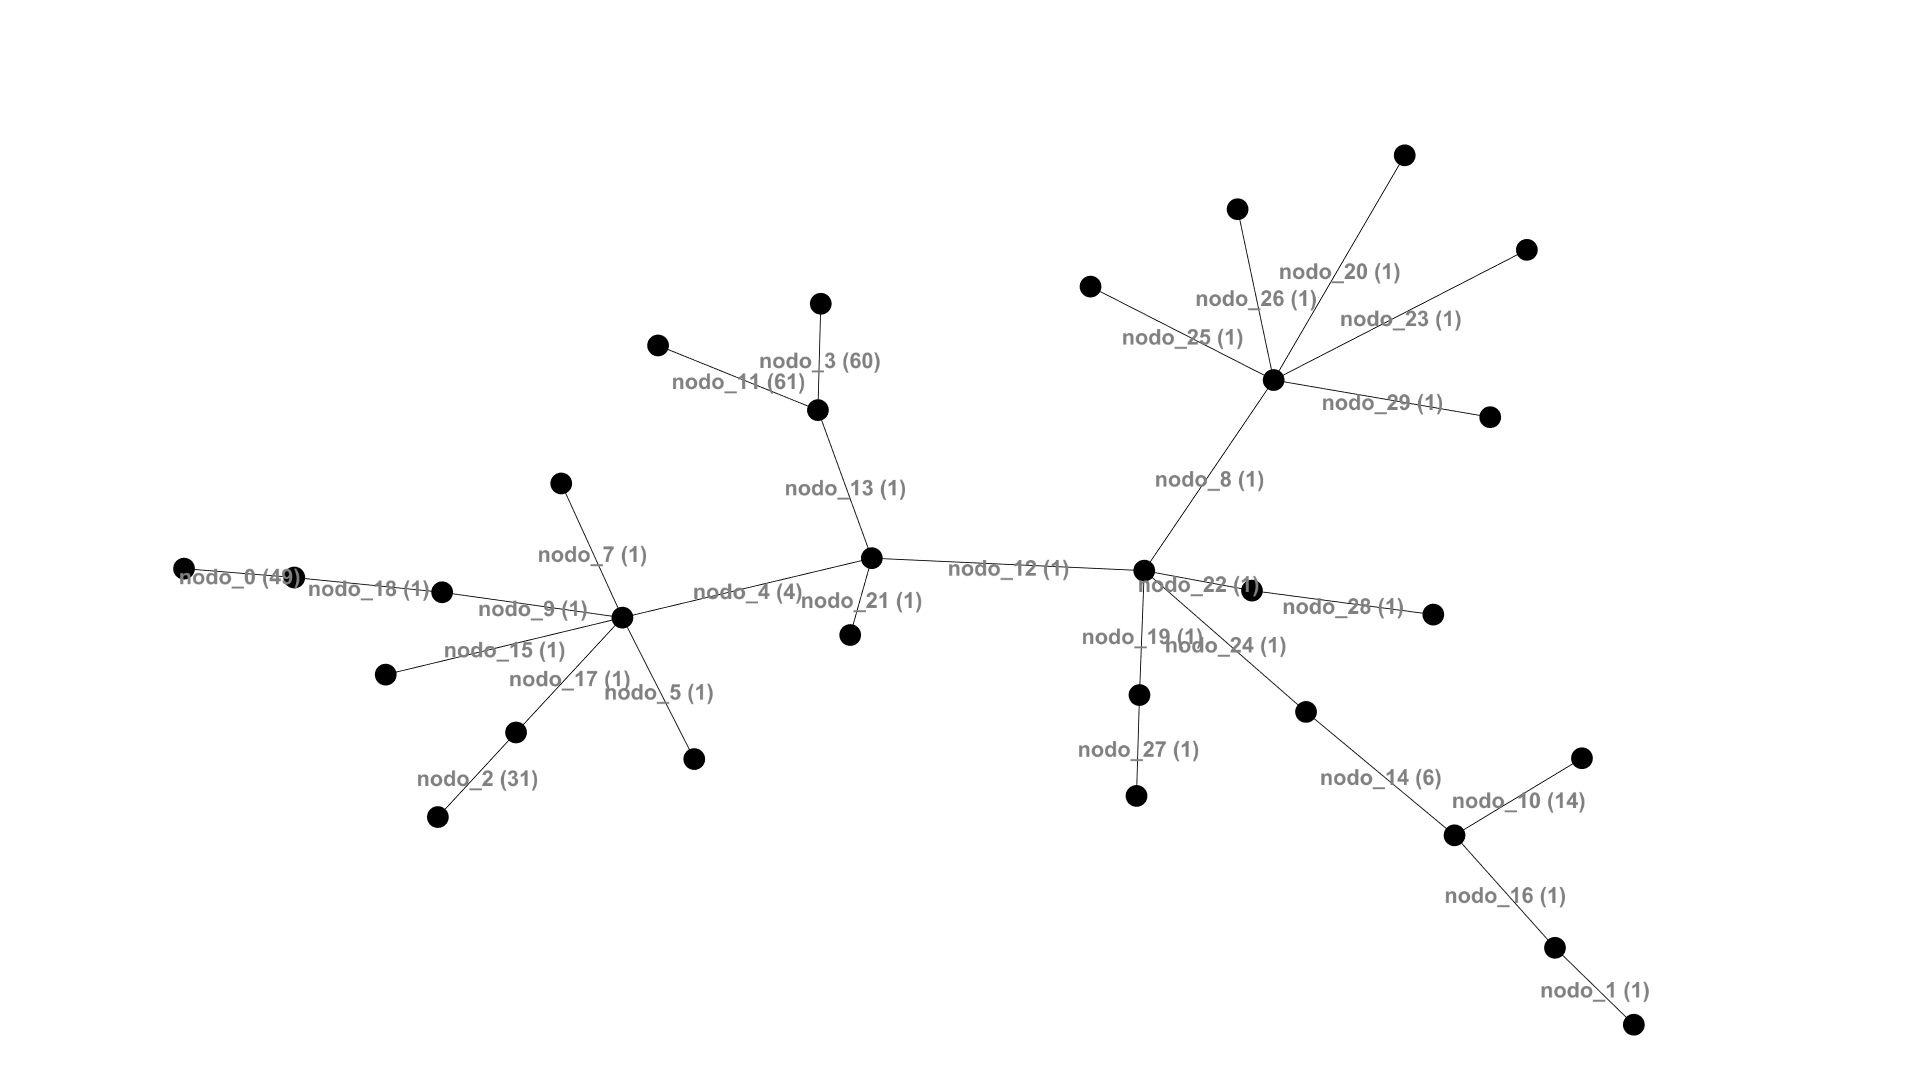 nodo_20 (1)
nodo_26 (1)
nodo_23 (1)
nodo_25 (1)
nodo_3 (60)
nodo_11 (61)
nodo_29 (1)
nodo_8 (1)
nodo_13 (1)
nodo_7 (1)
nodo_12 (1)
nodo_0 (49)
nodo_22 (1)
nodo_18 (1)
nodo_4 (4)
nodo_21 (1)
nodo_28 (1)
nodo_9 (1)
nodo_19 (1)
nodo_24 (1)
nodo_15 (1)
nodo_17 (1)
nodo_5 (1)
nodo_27 (1)
nodo_14 (6)
nodo_2 (31)
nodo_10 (14)
nodo_16 (1)
nodo_1 (1)